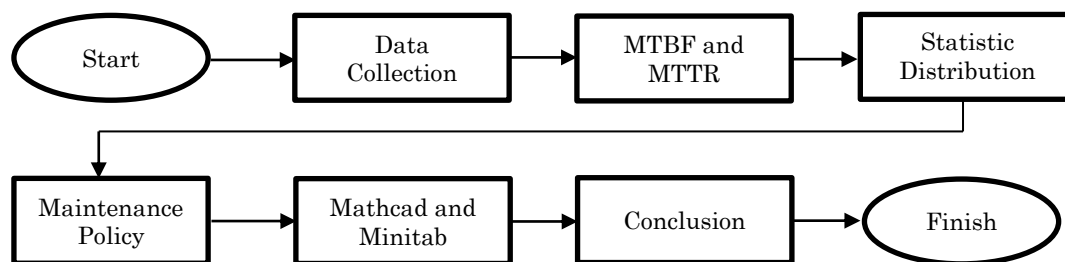 Start
Data
Collection
MTBF and
MTTR
Statistic
Distribution
Maintenance
Policy
Mathcad and
Minitab
Conclusion
Finish